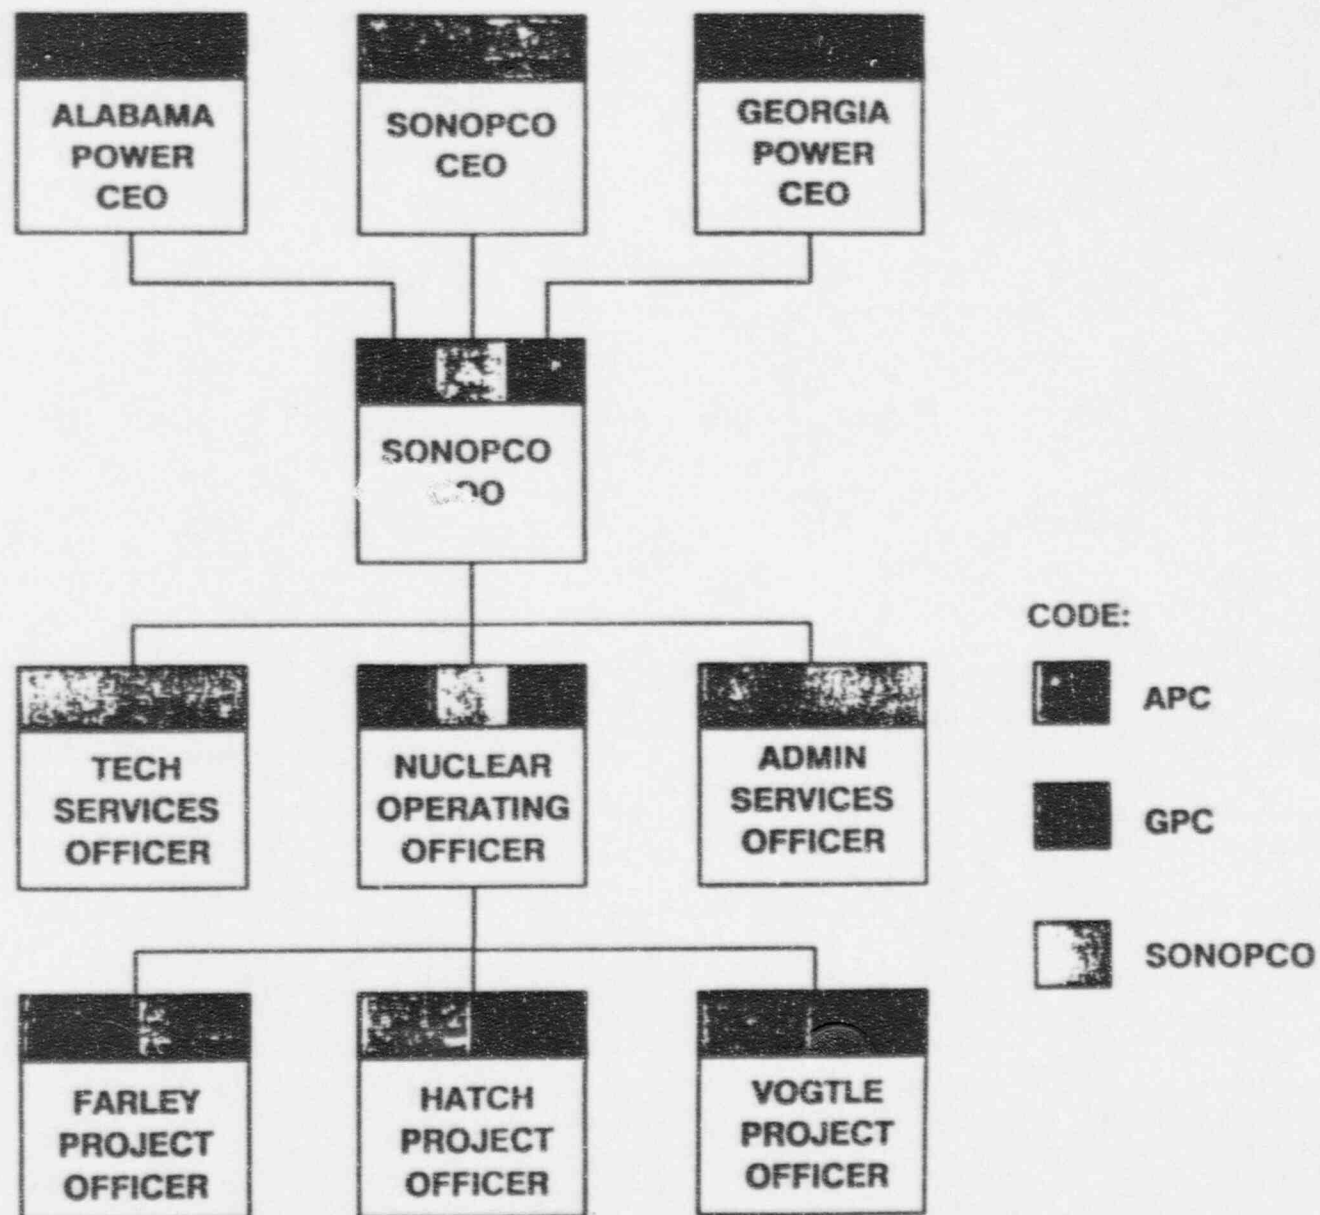 ALABAMA
POWER
CEO
SONOPCO
CEO
GEORGIA
POWER
CEO
SONOPCO
CODE:
APC
GPC
SONOPCO
TECH
SERVICES
OFFICER
NUCLEAR
OPERATING
OFFICER
ADMIN
SERVICES
OFFICER
FARLEY
PROJECT
OFFICER
HATCH
PROJECT
OFFICER
VOGTLE
PROJECT
OFFICER